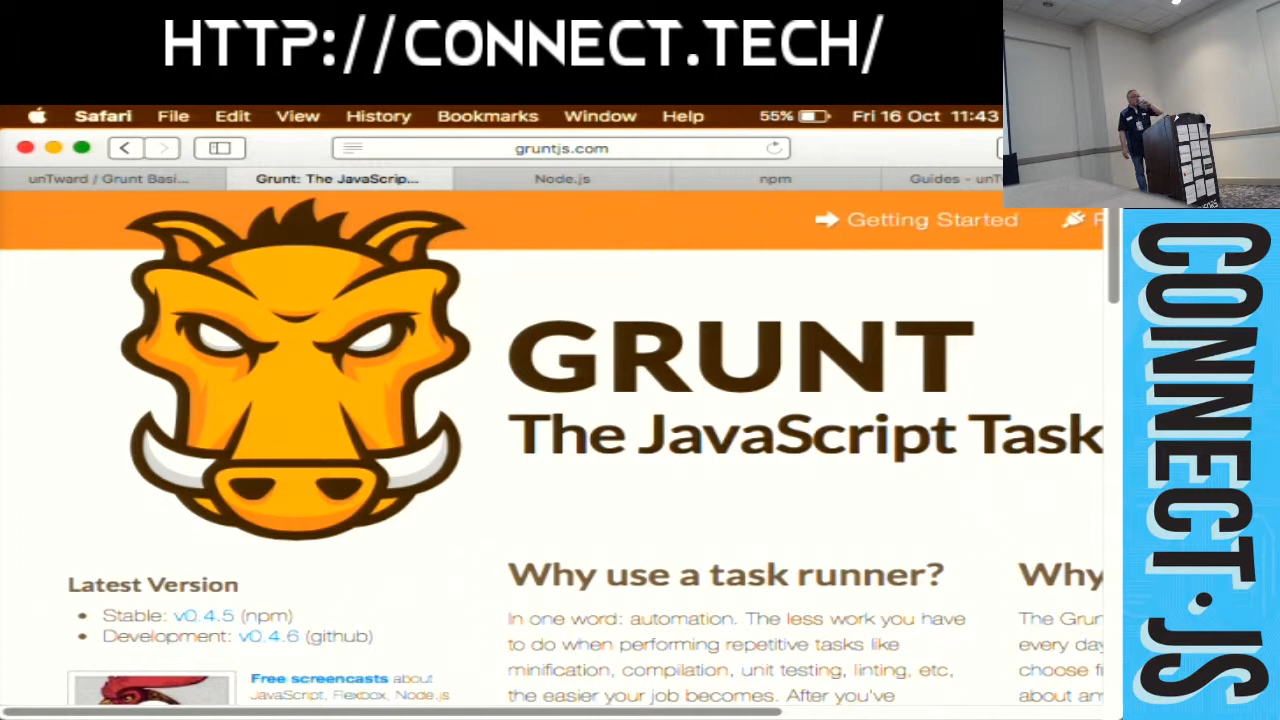 HTTP://CONNECT.TECH/
Safari File Edit View History Bookmarks Window Help 55% Fri 16 Oct 11:43
gruntjs.com
unTward / Grunt Basi... Grunt: The JavaScrip... Node.js npm Guides - unT
Getting Started
GRUNT
The JavaScript Task
Latest Version
Stable: v0.4.5 (npm)
Development: v0.4.6 (github)
Free screencasts about
JavaScript, Flexbox, Node.js
Why use a task runner?
In one word: automation. The less work you have
to do when performing repetitive tasks like
minification, compilation, unit testing, linting, etc,
the easier your job becomes. After you've
Why
The Grun
every day
choose fr
about an
CONNECT.JS